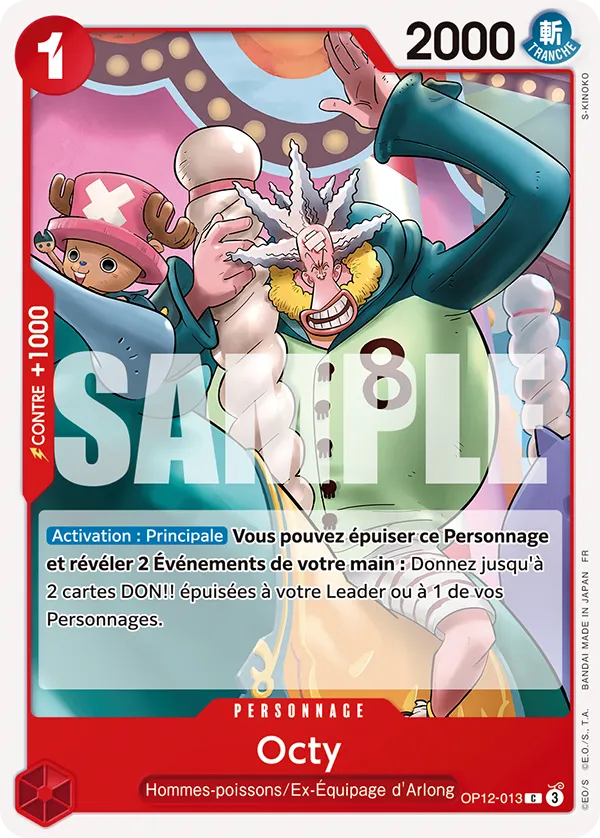 1
2000
斬
TRANCHE
S-KINOKO
CONTRE +1000
8
SAMPLE
Activation : Principale Vous pouvez épuiser ce Personnage
et révéler 2 Événements de votre main : Donnez jusqu'à
2 cartes DON!! épuisées à votre Leader ou à 1 de vos
Personnages.
PERSONNAGE
Octy
Hommes-poissons/Ex-Équipage d'Arlong
OP12-013 C 3
©EO/S ©E.O./S., T.A. BANDAI MADE IN JAPAN FR